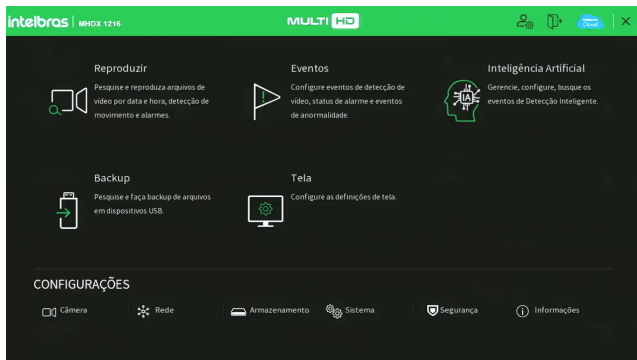 intelbras | MHDX 1216
MULTI HD
intelbras
Cloud
Reproduzir
Pesquise e reproduza arquivos de
vídeo por data e hora, detecção de
movimento e alarmes.
Eventos
Configure eventos de detecção de
vídeo, status de alarme e eventos
de anormalidade.
IA
Inteligência Artificial
Gerencie, configure, busque os
eventos de Detecção Inteligente.
Backup
Pesquise e faça backup de arquivos
em dispositivos USB.
Tela
Configure as definições de tela.
CONFIGURAÇÕES
Câmera Rede Armazenamento Sistema Segurança Informações